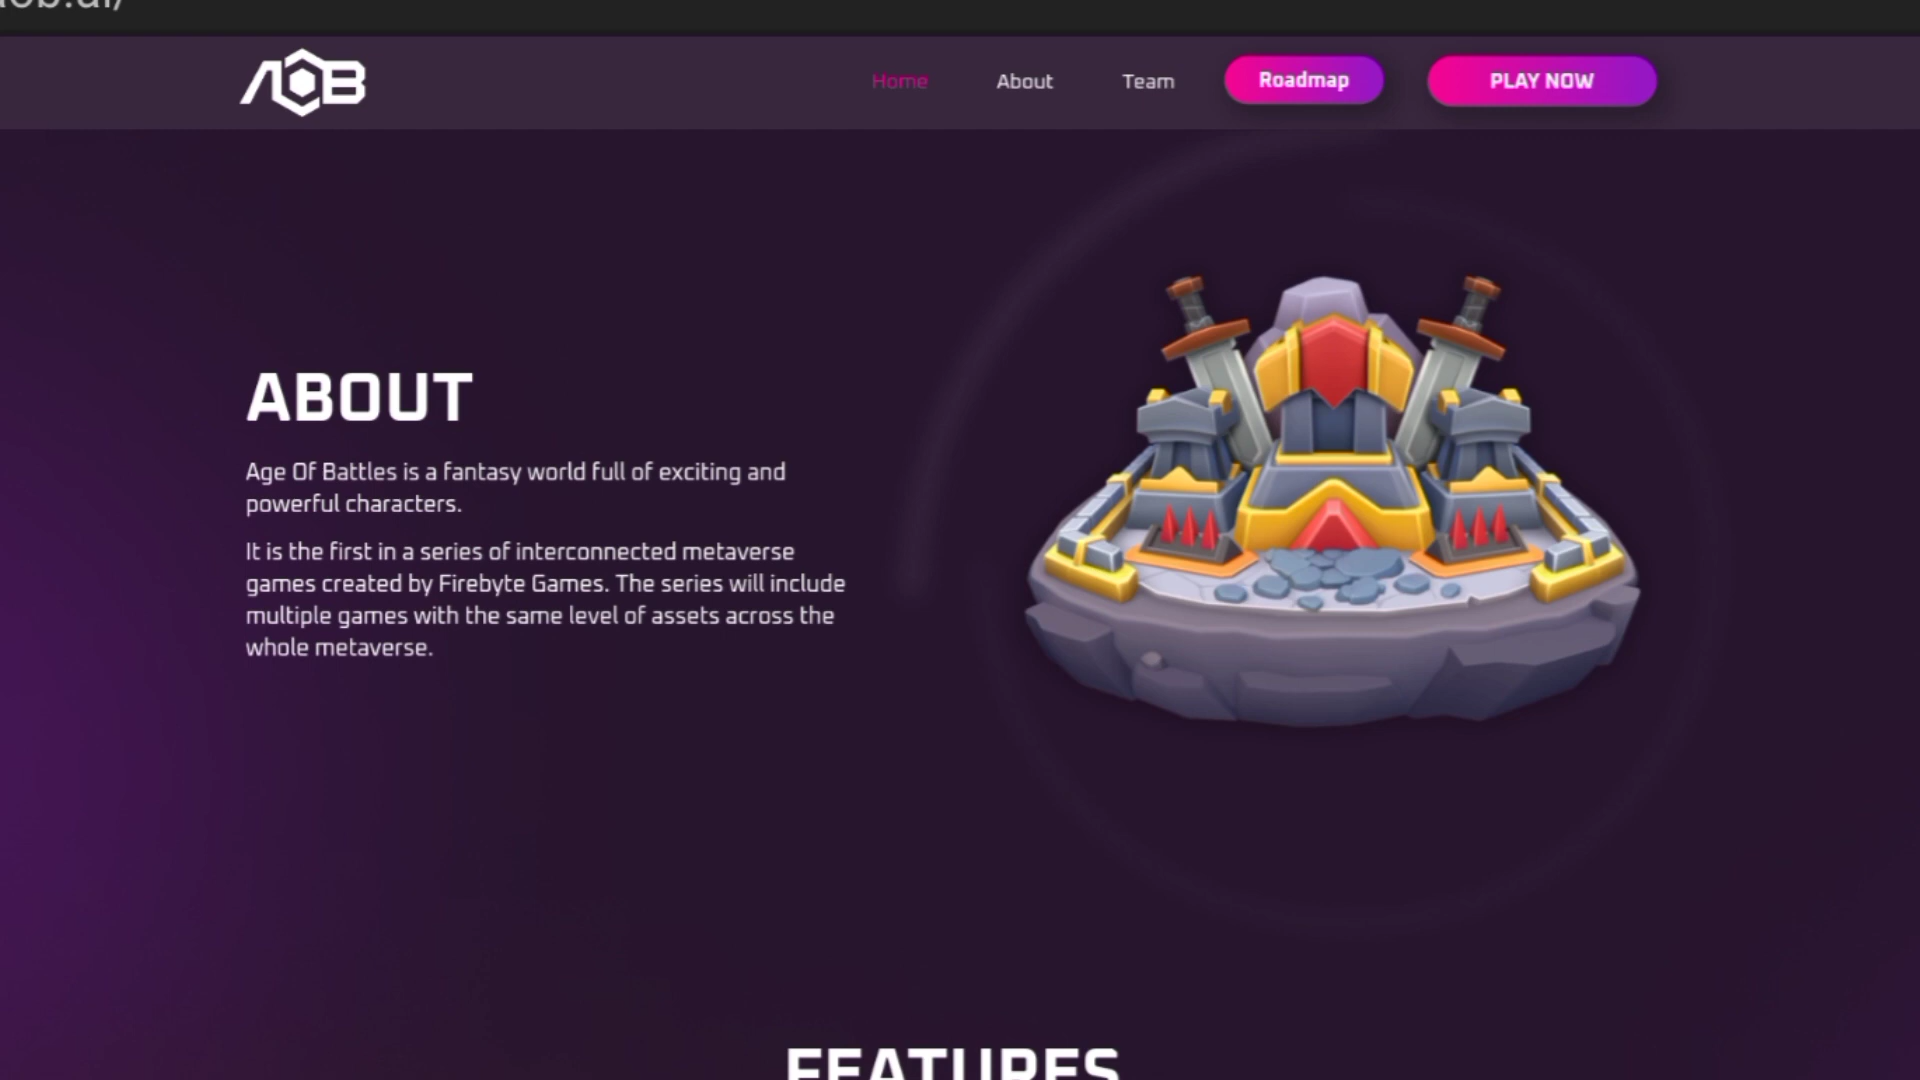 AOB
Home
About
Team
Roadmap
PLAY NOW
ABOUT
Age Of Battles is a fantasy world full of exciting and
powerful characters.
It is the first in a series of interconnected metaverse
games created by Firebyte Games. The series will include
multiple games with the same level of assets across the
whole metaverse.
FEATURES